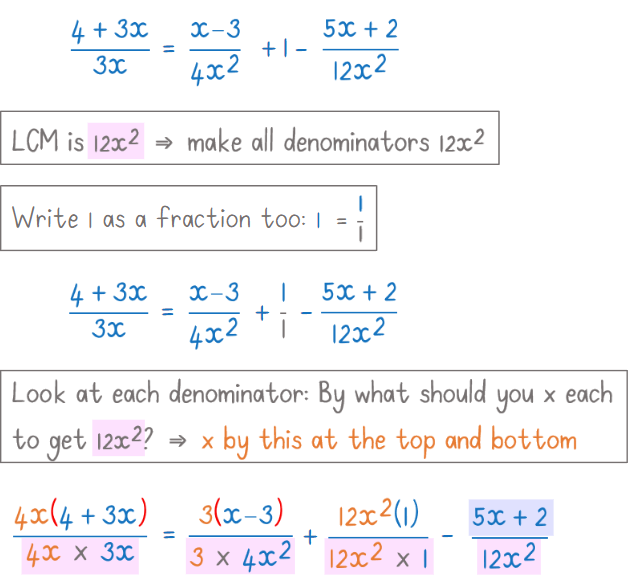 (4 + 3x)/(3x) = (x-3)/(4x²) + 1 - (5x + 2)/(12x²)
LCM is 12x² ⇒ make all denominators 12x²
Write 1 as a fraction too: 1 = 1/1
(4 + 3x)/(3x) = (x-3)/(4x²) + 1/1 - (5x + 2)/(12x²)
Look at each denominator: By what should you x each
to get 12x²? ⇒ x by this at the top and bottom
4x(4 + 3x)/(4x × 3x) = 3(x-3)/(3 × 4x²) + 12x²(1)/(12x² × 1) - (5x + 2)/(12x²)